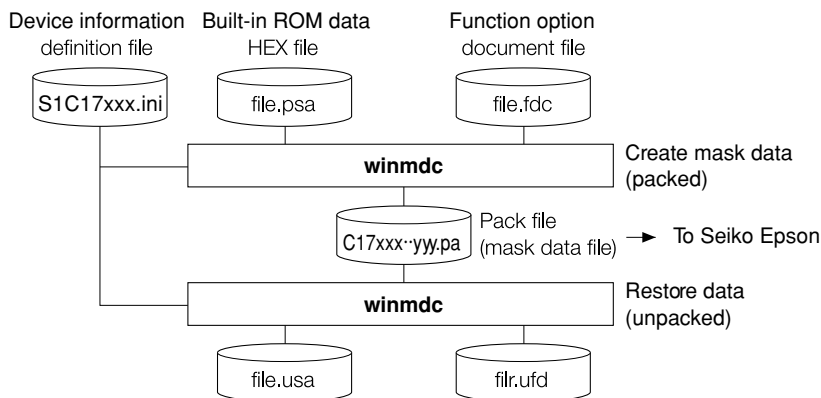 Device information
definition file
Built-in ROM data
HEX file
Function option
document file
S1C17xxx.ini
file.psa
file.fdc
winmdc
Create mask data
(packed)
C17xxx··yyy.pa
Pack file
(mask data file)
To Seiko Epson
winmdc
Restore data
(unpacked)
file.usa
filr.ufd